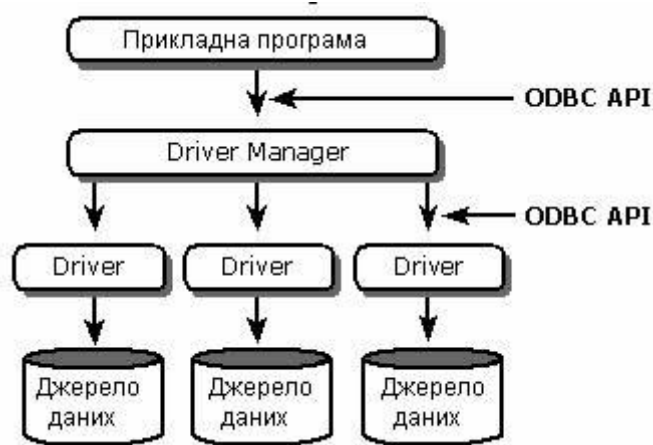 Прикладна програма
ODBC API
Driver Manager
ODBC API
Driver
Driver
Driver
Джерело
даних
Джерело
даних
Джерело
даних